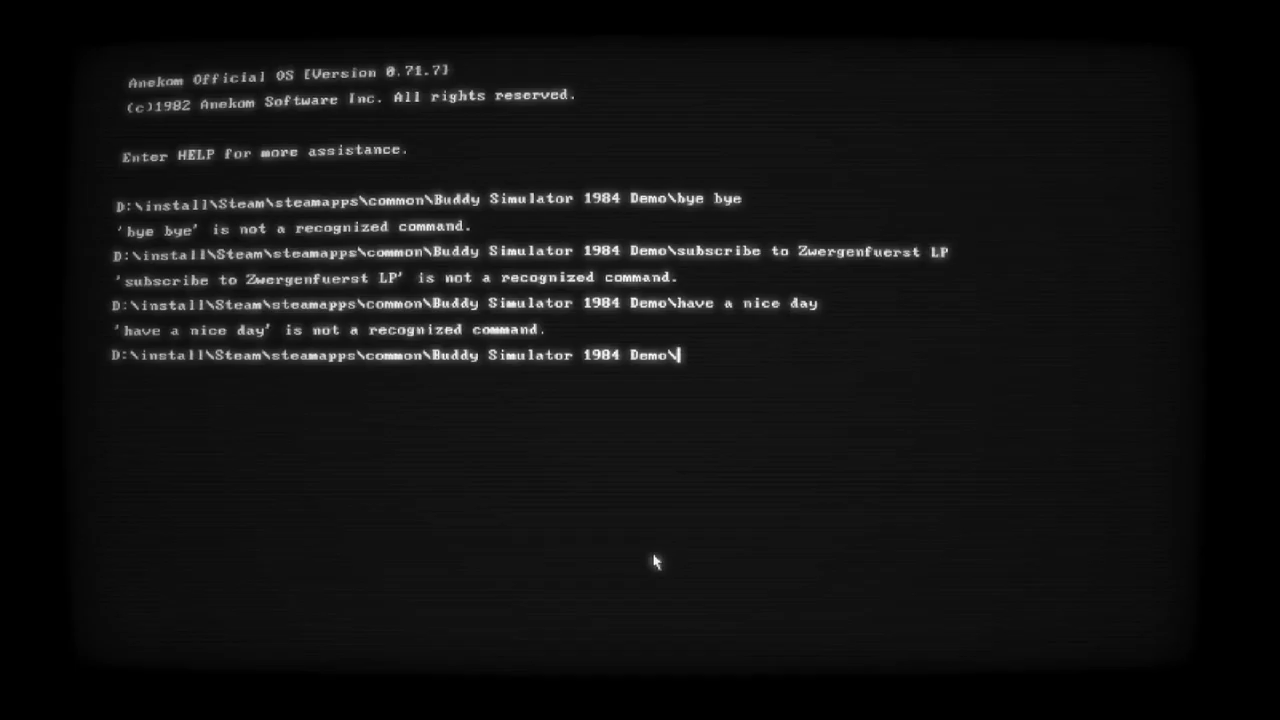 Anekom Official OS [Version 0.71.7]
(c)1982 Anekom Software Inc. All rights reserved.
Enter HELP for more assistance.
D:\install\Steam\steamapps\common\Buddy Simulator 1984 Demo\bye bye
'bye bye' is not a recognized command.
D:\install\Steam\steamapps\common\Buddy Simulator 1984 Demo\subscribe to Zwergenfuerst LP
'subscribe to Zwergenfuerst LP' is not a recognized command.
D:\install\Steam\steamapps\common\Buddy Simulator 1984 Demo\have a nice day
'have a nice day' is not a recognized command.
D:\install\Steam\steamapps\common\Buddy Simulator 1984 Demo\